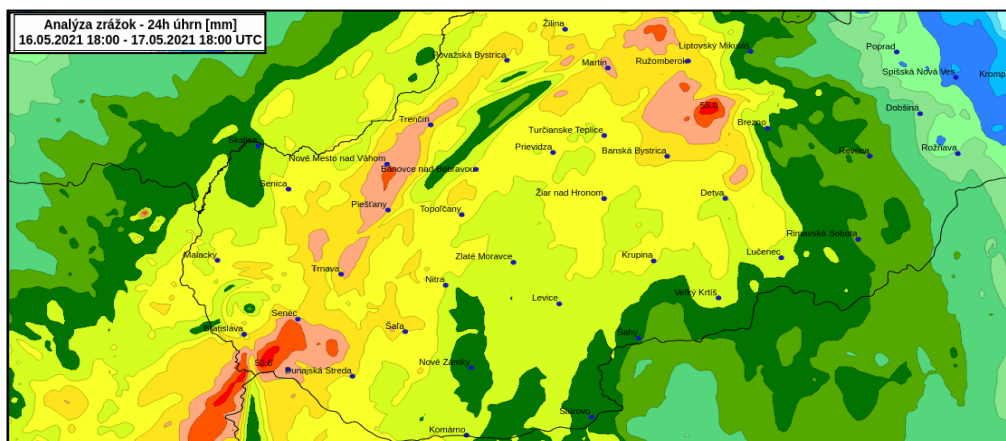 Analýza zrážok - 24h úhrn [mm]
16.05.2021 18:00 - 17.05.2021 18:00 UTC
Žilina
Považská Bystrica
Liptovský Mikuláš
Poprad
Martin
Ružomberok
Spišská Nová Ves
Kromp
55.0
Dobšiná
Trenčín
Turčianske Teplice
Brezno
Skalica
Prievidza
Banská Bystrica
Revúca
Rožňava
Nové Mesto nad Váhom
Bánovce nad Bebravou
Senica
Žiar nad Hronom
Detva
Piešťany
Topoľčany
Rimavská Sobota
Malacky
Zlaté Moravce
Krupina
Lučenec
Trnava
Nitra
Levice
Veľký Krtíš
Senec
Bratislava
Šaľa
Šahy
53.6
Dunajská Streda
Nové Zámky
Štúrovo
Komárno